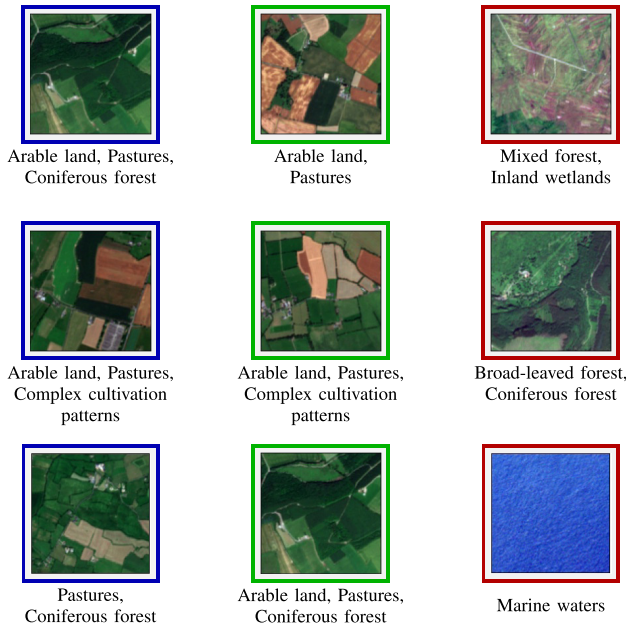 Arable land, Pastures,
Coniferous forest
Arable land,
Pastures
Mixed forest,
Inland wetlands
Arable land, Pastures,
Complex cultivation
patterns
Arable land, Pastures,
Complex cultivation
patterns
Broad-leaved forest,
Coniferous forest
Pastures,
Coniferous forest
Arable land, Pastures,
Coniferous forest
Marine waters